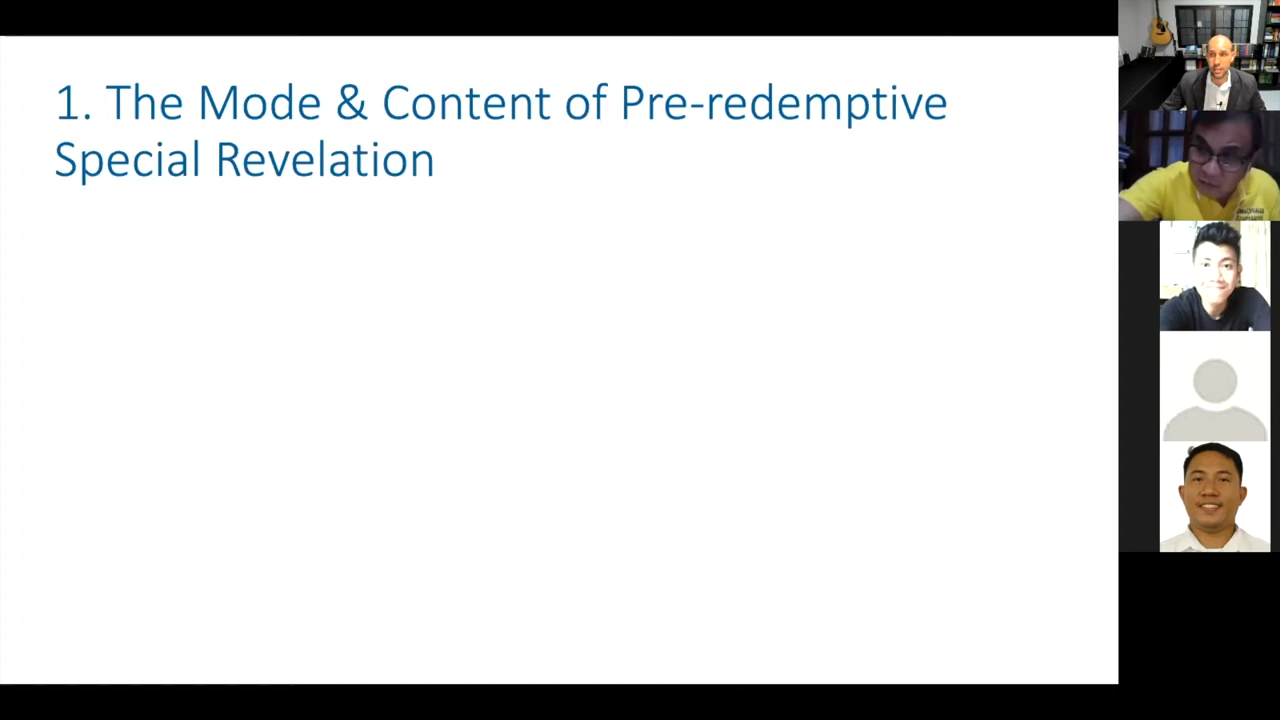 1. The Mode & Content of Pre-redemptive
Special Revelation